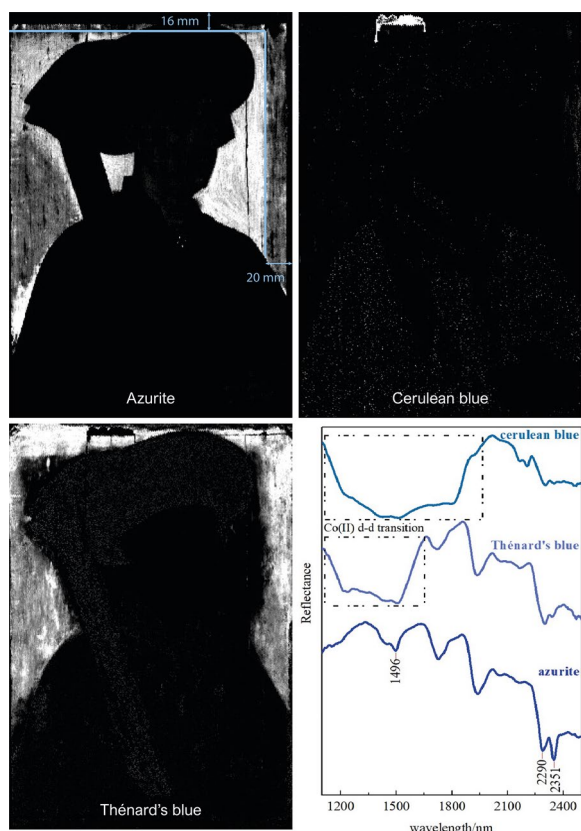 16 mm
20 mm
Azurite
Cerulean blue
Thénard's blue
cerulean blue
Co(II) d-d transition
Thénard's blue
Reflectance
azurite
1496
2290
2351
1200 1500 1800 2100 2400
wavelength/nm